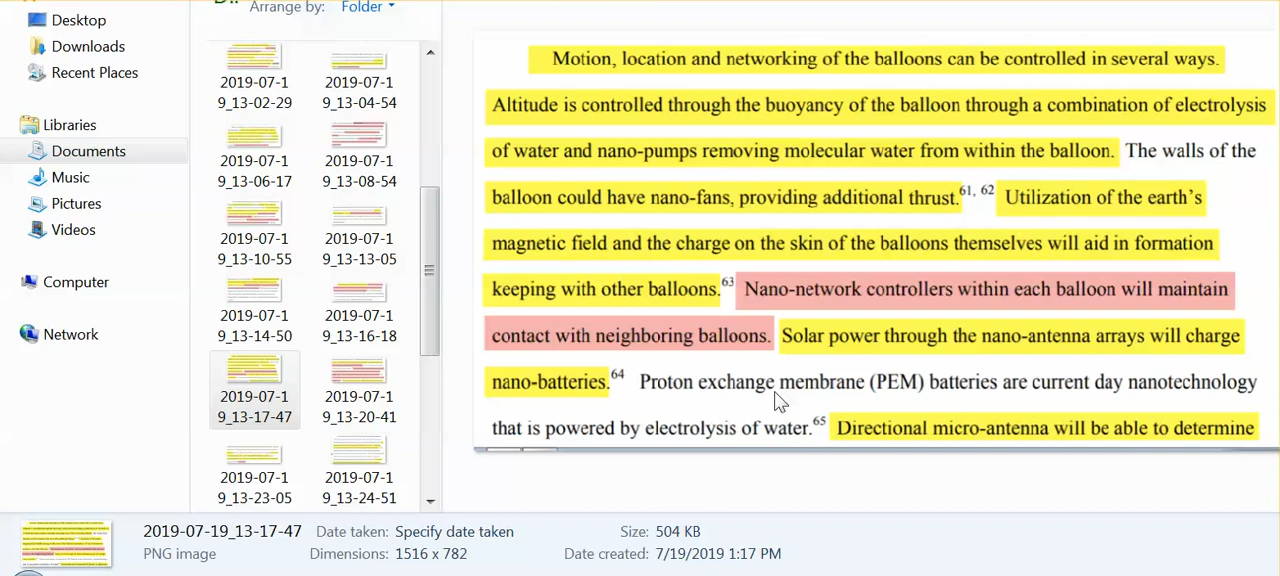 Desktop
Downloads
Recent Places
Libraries
Documents
Music
Pictures
Videos
Computer
Network
Arrange by: Folder
2019-07-1
9_13-02-29
2019-07-1
9_13-04-54
2019-07-1
9_13-06-17
2019-07-1
9_13-08-54
2019-07-1
9_13-10-55
2019-07-1
9_13-13-05
2019-07-1
9_13-14-50
2019-07-1
9_13-16-18
2019-07-1
9_13-17-47
2019-07-1
9_13-20-41
2019-07-1
9_13-23-05
2019-07-1
9_13-24-51
Motion, location and networking of the balloons can be controlled in several ways.
Altitude is controlled through the buoyancy of the balloon through a combination of electrolysis
of water and nano-pumps removing molecular water from within the balloon. The walls of the
balloon could have nano-fans, providing additional thrust.61, 62 Utilization of the earth's
magnetic field and the charge on the skin of the balloons themselves will aid in formation
keeping with other balloons.63 Nano-network controllers within each balloon will maintain
contact with neighboring balloons. Solar power through the nano-antenna arrays will charge
nano-batteries.64 Proton exchange membrane (PEM) batteries are current day nanotechnology
that is powered by electrolysis of water.65 Directional micro-antenna will be able to determine
2019-07-19_13-17-47 Date taken: Specify date taken Size: 504 KB
PNG image Dimensions: 1516 x 782 Date created: 7/19/2019 1:17 PM